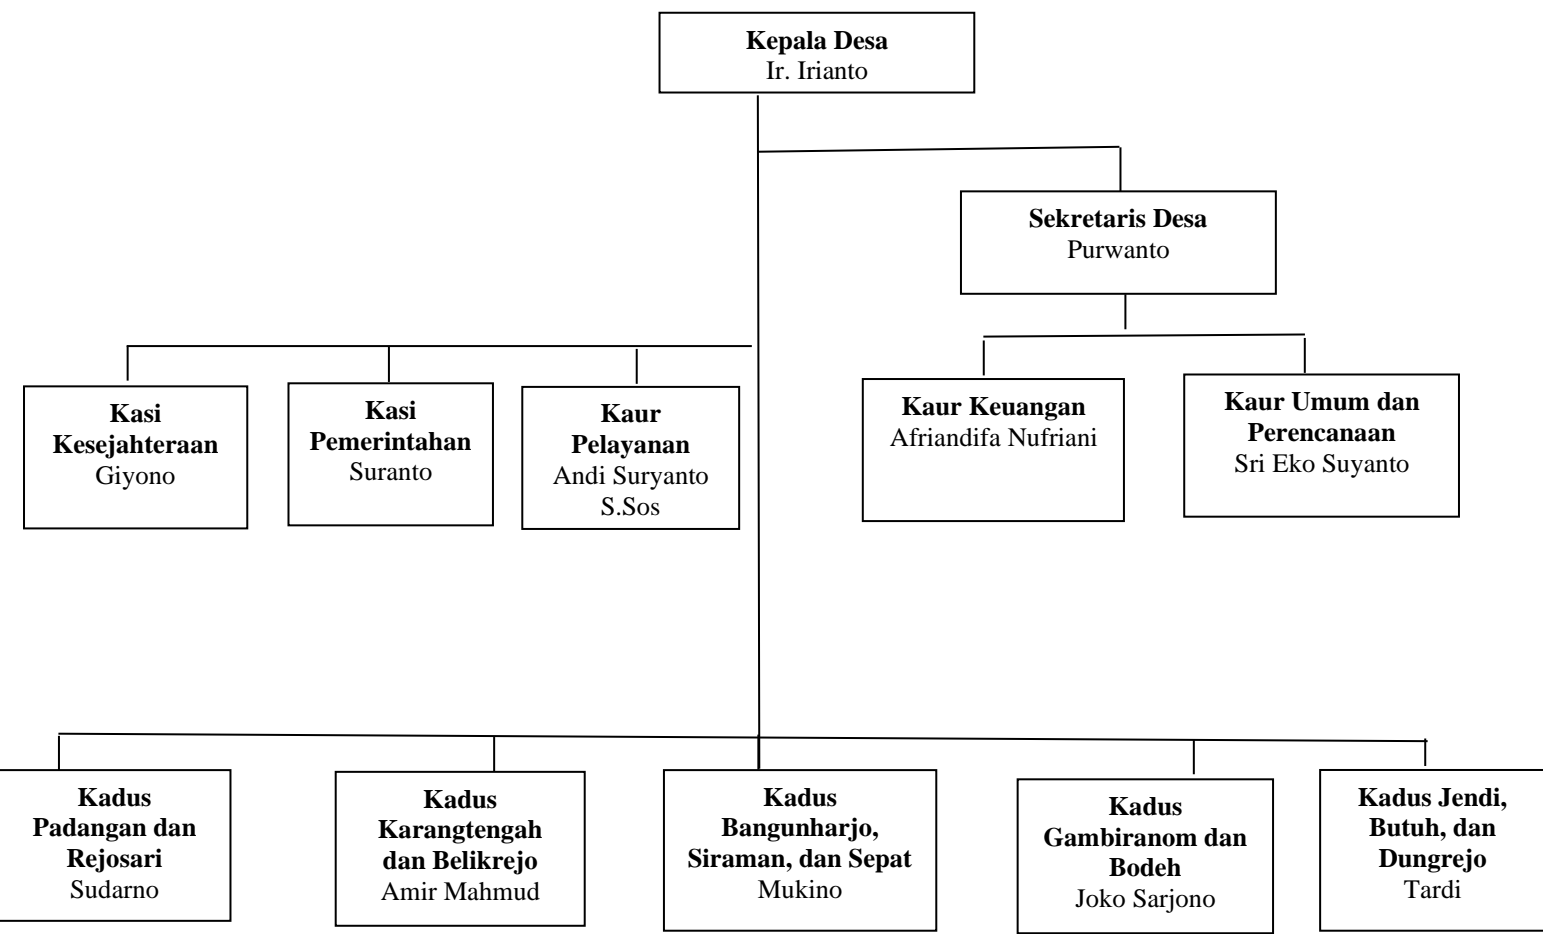 Kepala Desa
Ir. Irianto
Sekretaris Desa
Purwanto
Kasi
Kesejahteraan
Giyono
Kasi
Pemerintahan
Suranto
Kaur
Pelayanan
Andi Suryanto
S.Sos
Kaur Keuangan
Afriandifa Nufriani
Kaur Umum dan
Perencanaan
Sri Eko Suyanto
Kadus
Padangan dan
Rejosari
Sudarno
Kadus
Karangtengah
dan Belikrejo
Amir Mahmud
Kadus
Bangunharjo,
Siraman, dan Sepat
Mukino
Kadus
Gambiranom dan
Bodeh
Joko Sarjono
Kadus Jendi,
Butuh, dan
Dungrejo
Tardi